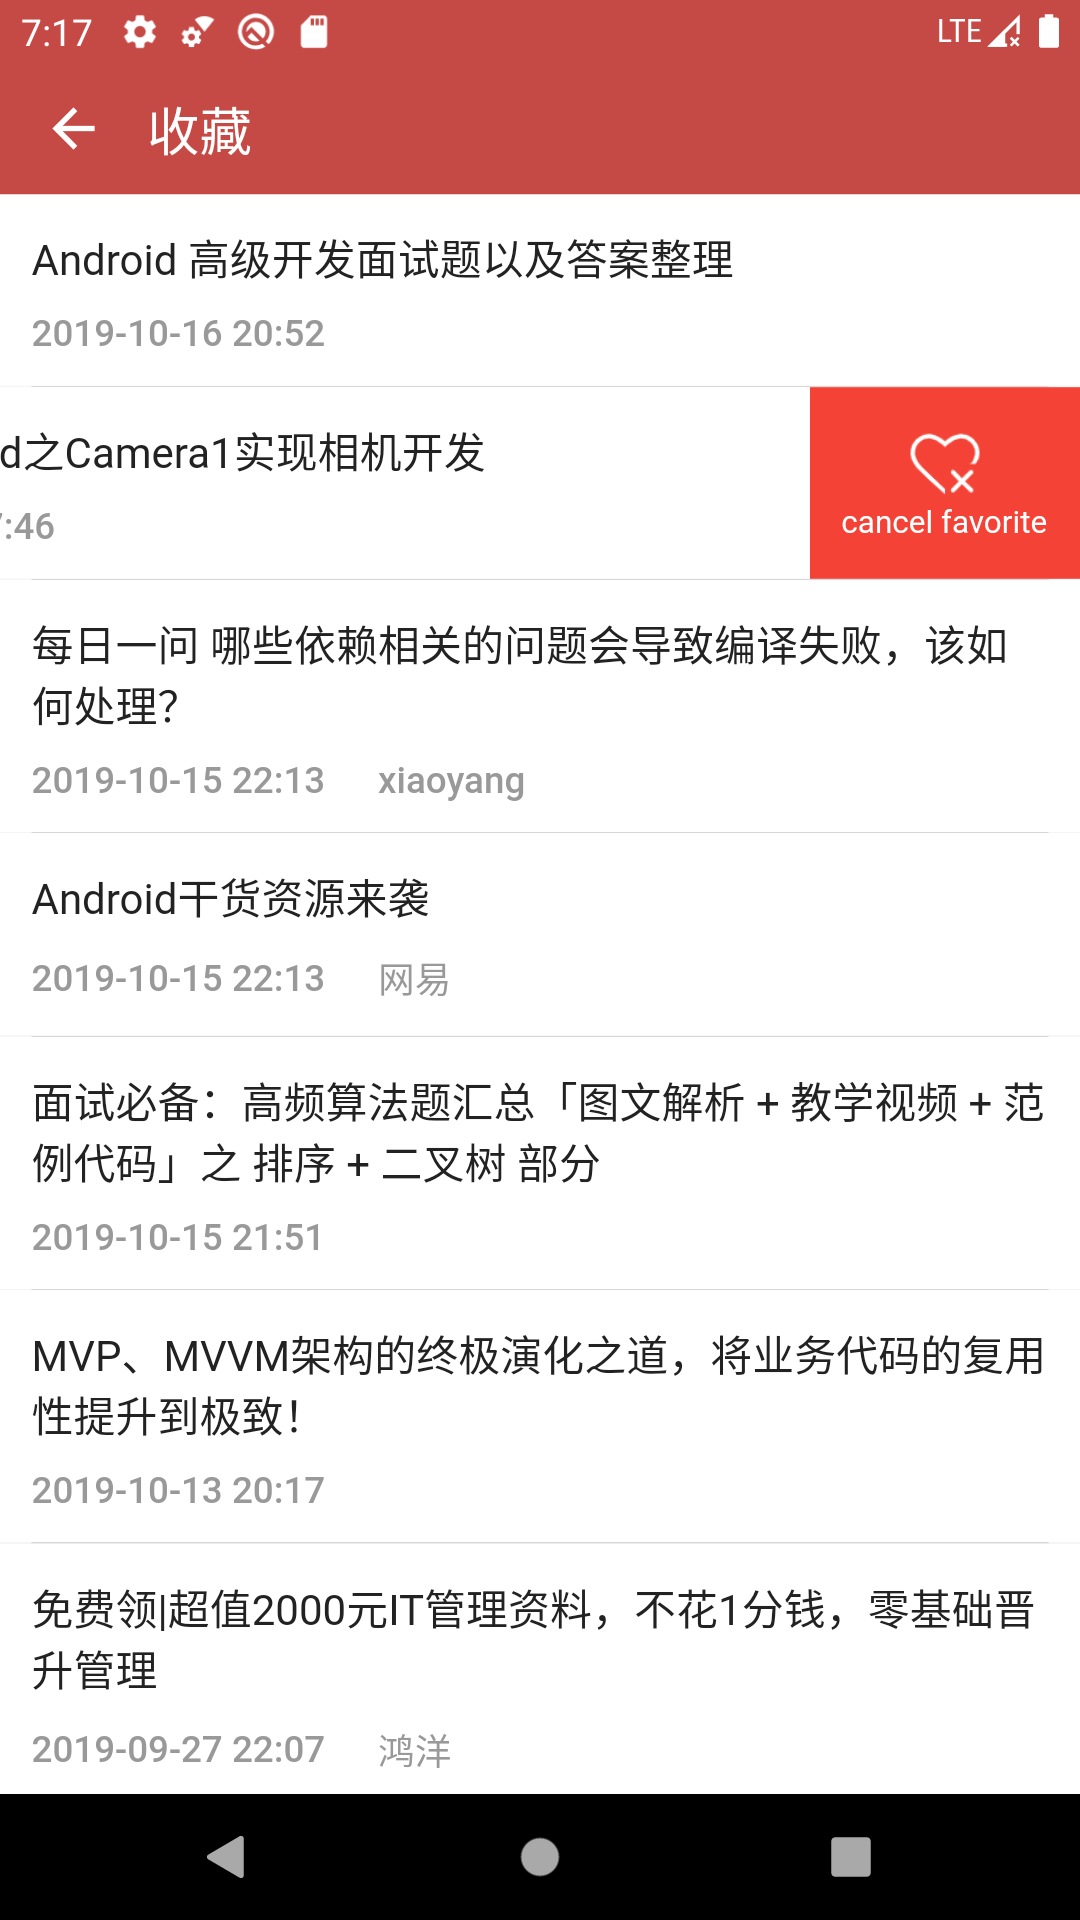 7:17
LTE
收藏
Android 高级开发面试题以及答案整理
2019-10-16 20:52
d之Camera1实现相机开发
:46
cancel favorite
每日一问 哪些依赖相关的问题会导致编译失败，该如
何处理？
2019-10-15 22:13 xiaoyang
Android干货资源来袭
2019-10-15 22:13 网易
面试必备：高频算法题汇总「图文解析 + 教学视频 + 范
例代码」之 排序 + 二叉树 部分
2019-10-15 21:51
MVP、MVVM架构的终极演化之道，将业务代码的复用
性提升到极致！
2019-10-13 20:17
免费领|超值2000元IT管理资料，不花1分钱，零基础晋
升管理
2019-09-27 22:07 鸿洋